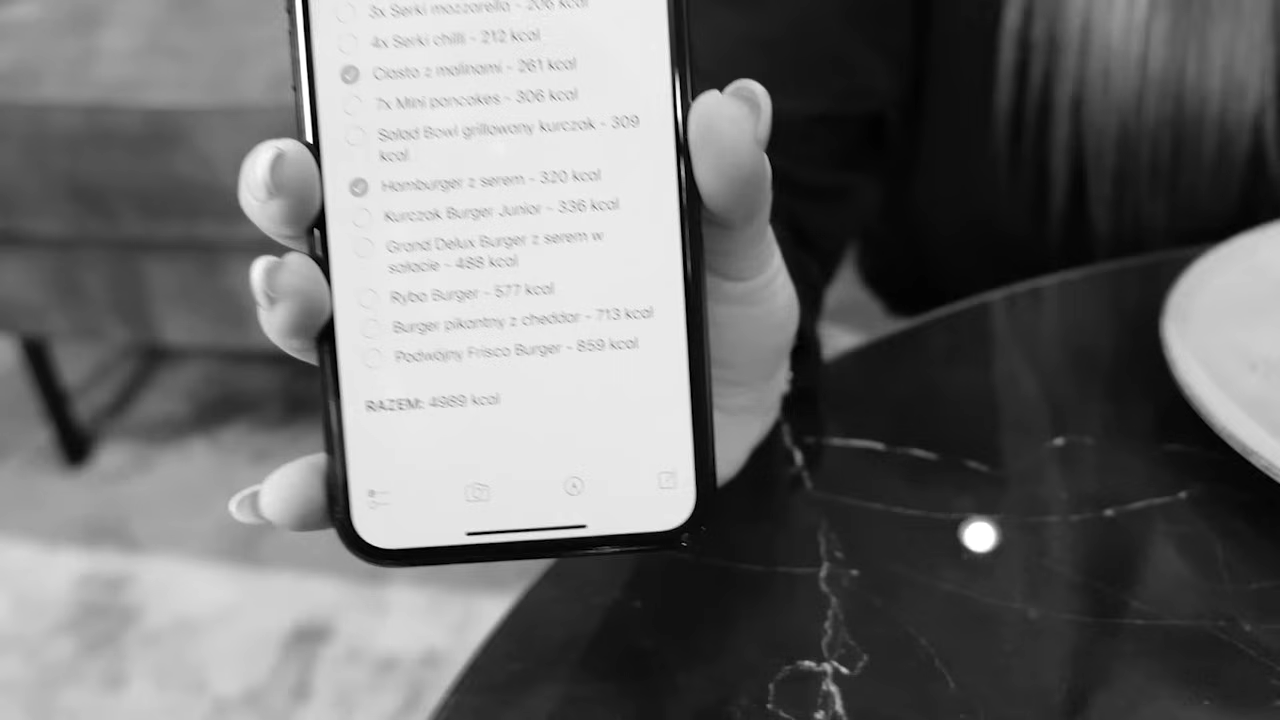 3x Serki mozzarella - 206 kcal
4x Serki chilli - 212 kcal
Ciasto z malinami - 261 kcal
7x Mini pancakes - 306 kcal
Salad Bowl grillowany kurczak - 309
kcal
Hamburger z serem - 320 kcal
Kurczak Burger Junior - 336 kcal
Grand Delux Burger z serem w
salacie - 488 kcal
Ryba Burger - 577 kcal
Burger pikantny z cheddar - 713 kcal
Podwójny Frisco Burger - 859 kcal
RAZEM: 4989 kcal